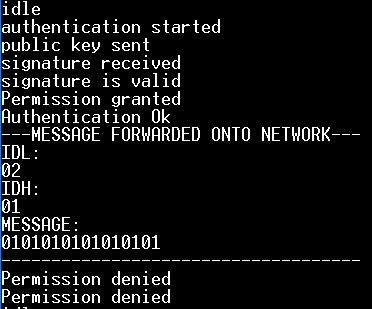 idle
authentication started
public key sent
signature received
signature is valid
Permission granted
Authentication Ok
---MESSAGE FORWARDED ONTO NETWORK---
IDL:
02
IDH:
01
MESSAGE:
0101010101010101
------------------------------------
Permission denied
Permission denied
idle